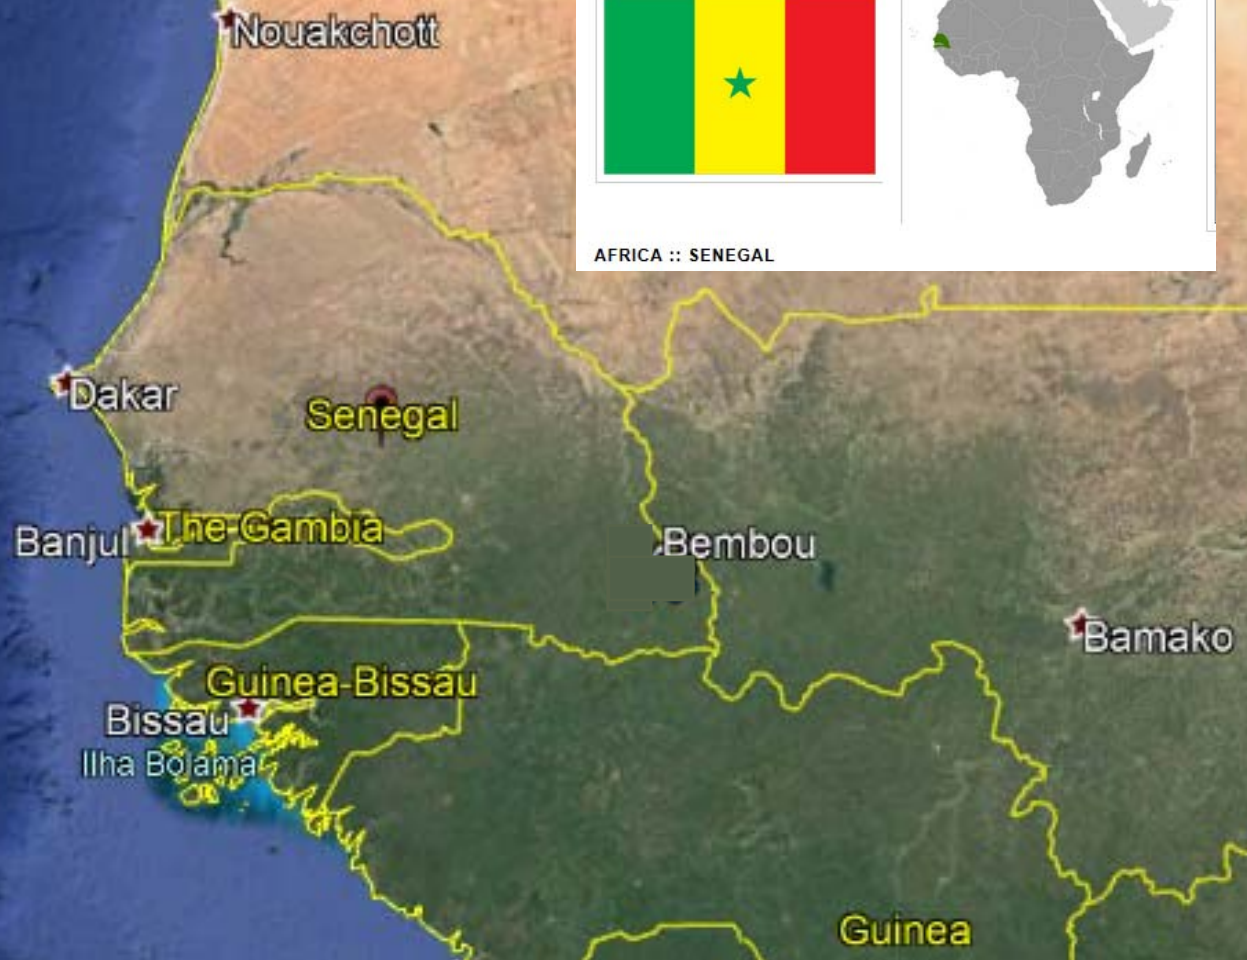 Nouakchott
AFRICA :: SENEGAL
Dakar
Senegal
The Gambia
Banjul
Bembou
Bamako
Guinea-Bissau
Bissau
Ilha Bolama
Guinea